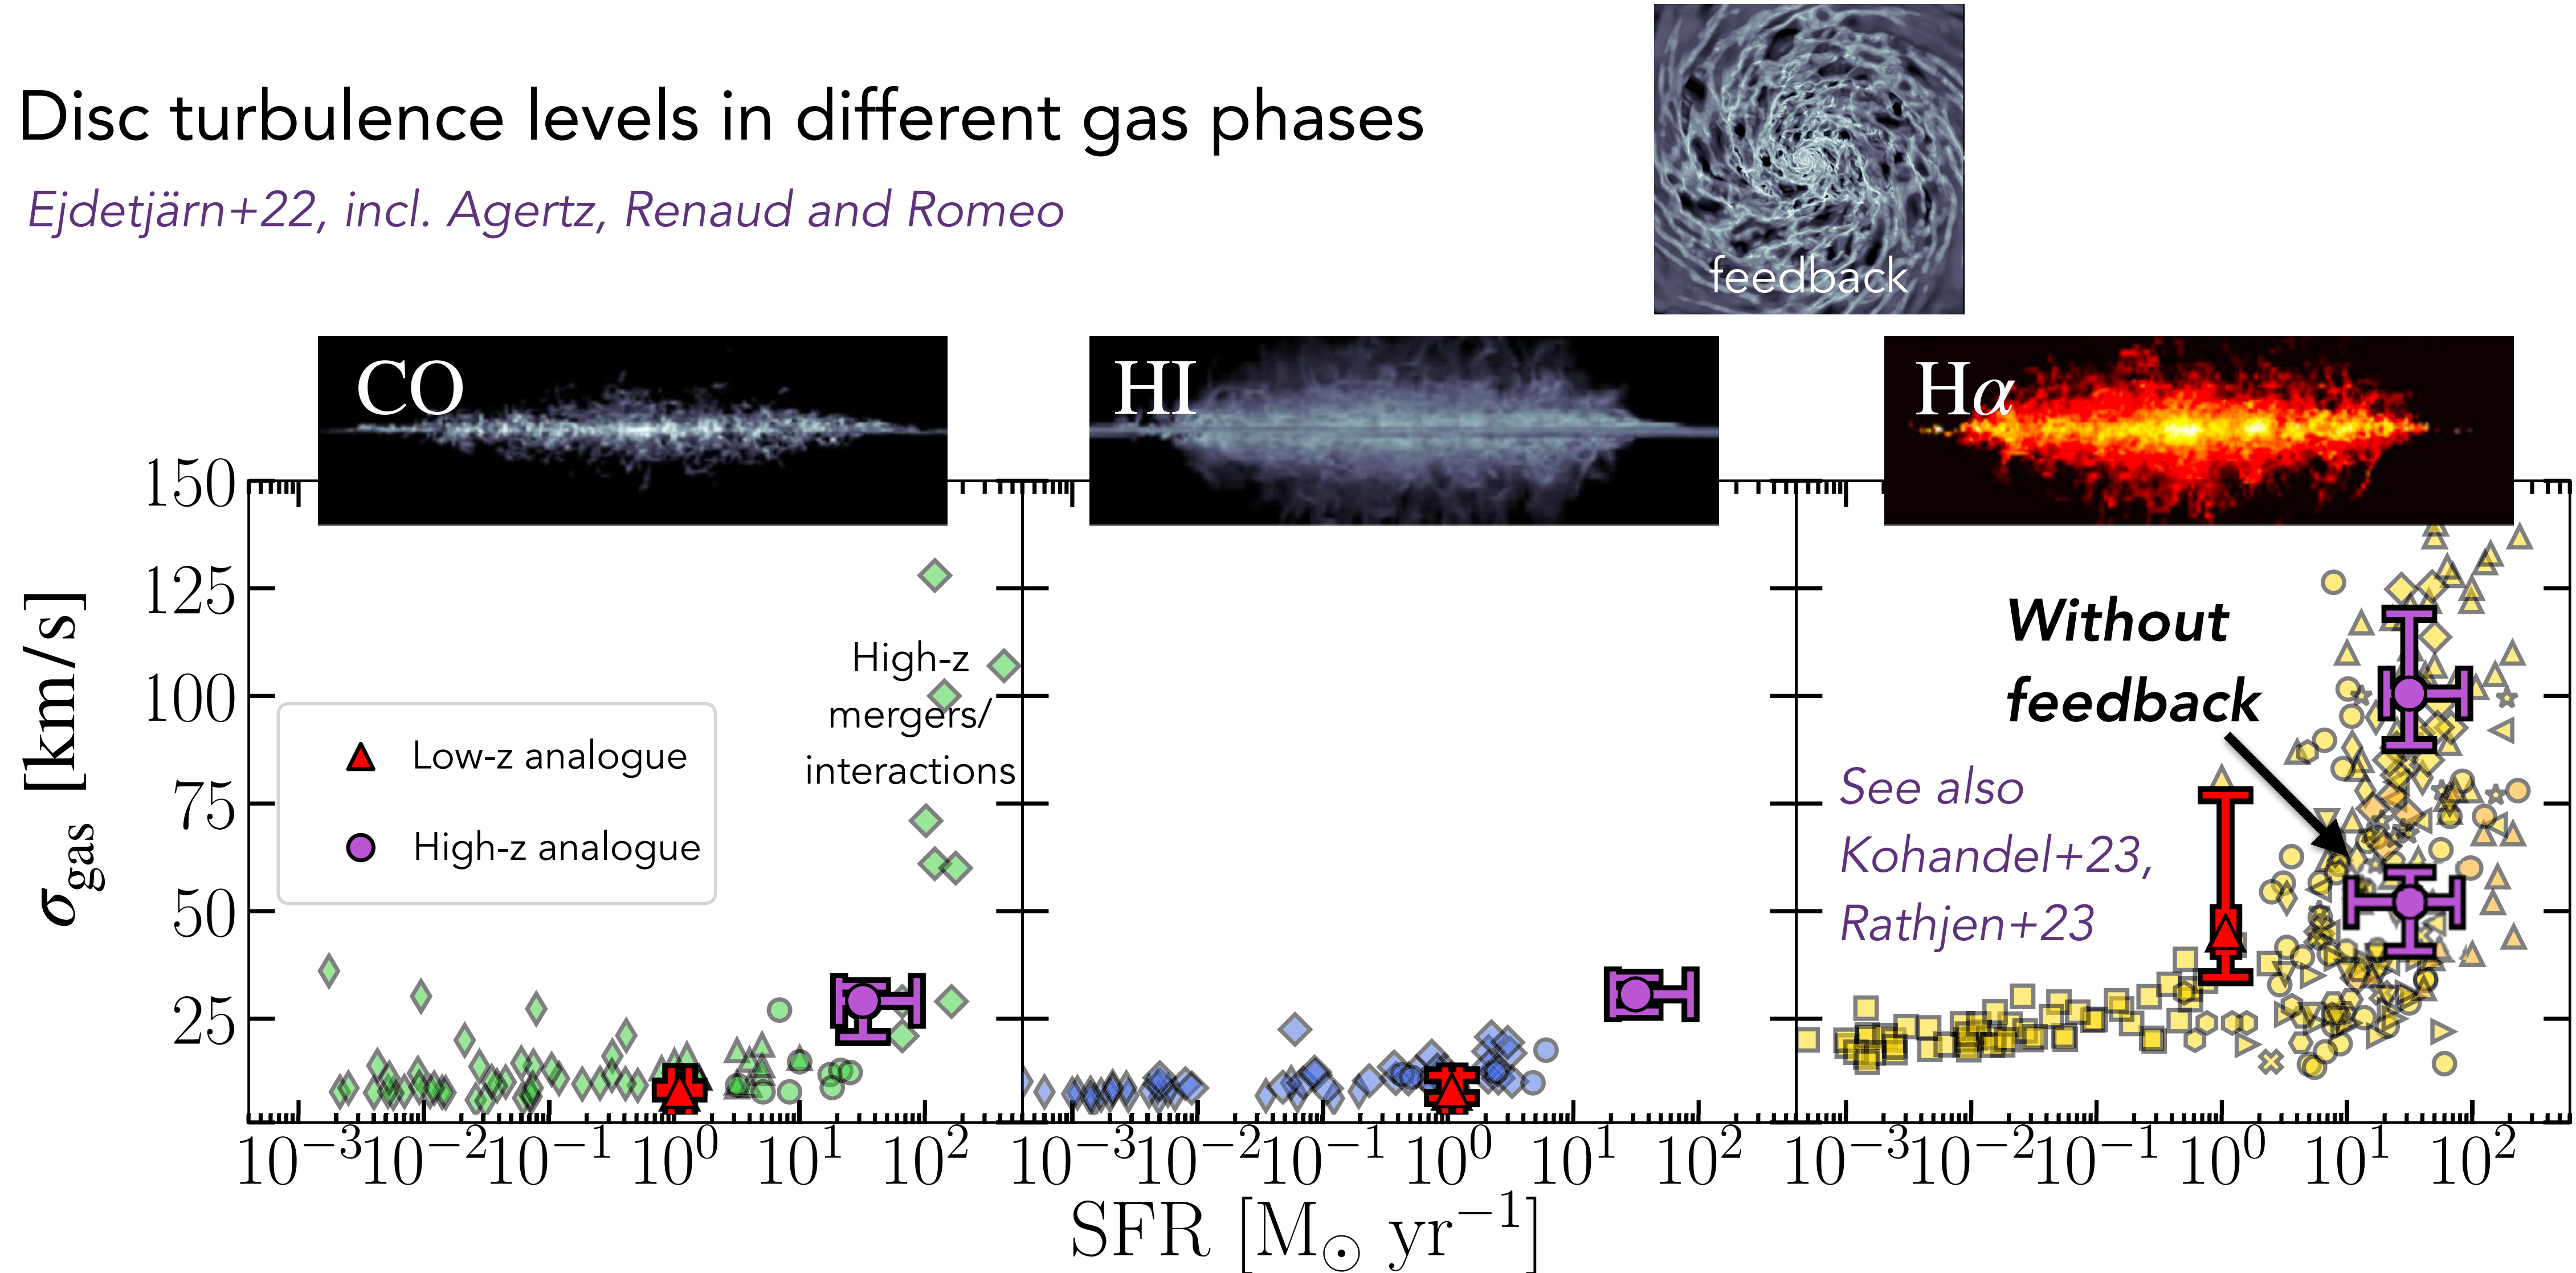 Disc turbulence levels in different gas phases
Ejdetjärn+22, incl. Agertz, Renaud and Romeo
feedback
CO
HI
Hα
150
125
100
75
50
25
σgas [km/s]
Low-z analogue
High-z analogue
High-z
mergers/
interactions
Without
feedback
See also
Kohandel+23,
Rathjen+23
10⁻³ 10⁻² 10⁻¹ 10⁰ 10¹ 10²
10⁻³ 10⁻² 10⁻¹ 10⁰ 10¹ 10²
10⁻³ 10⁻² 10⁻¹ 10⁰ 10¹ 10²
SFR [M☉ yr⁻¹]